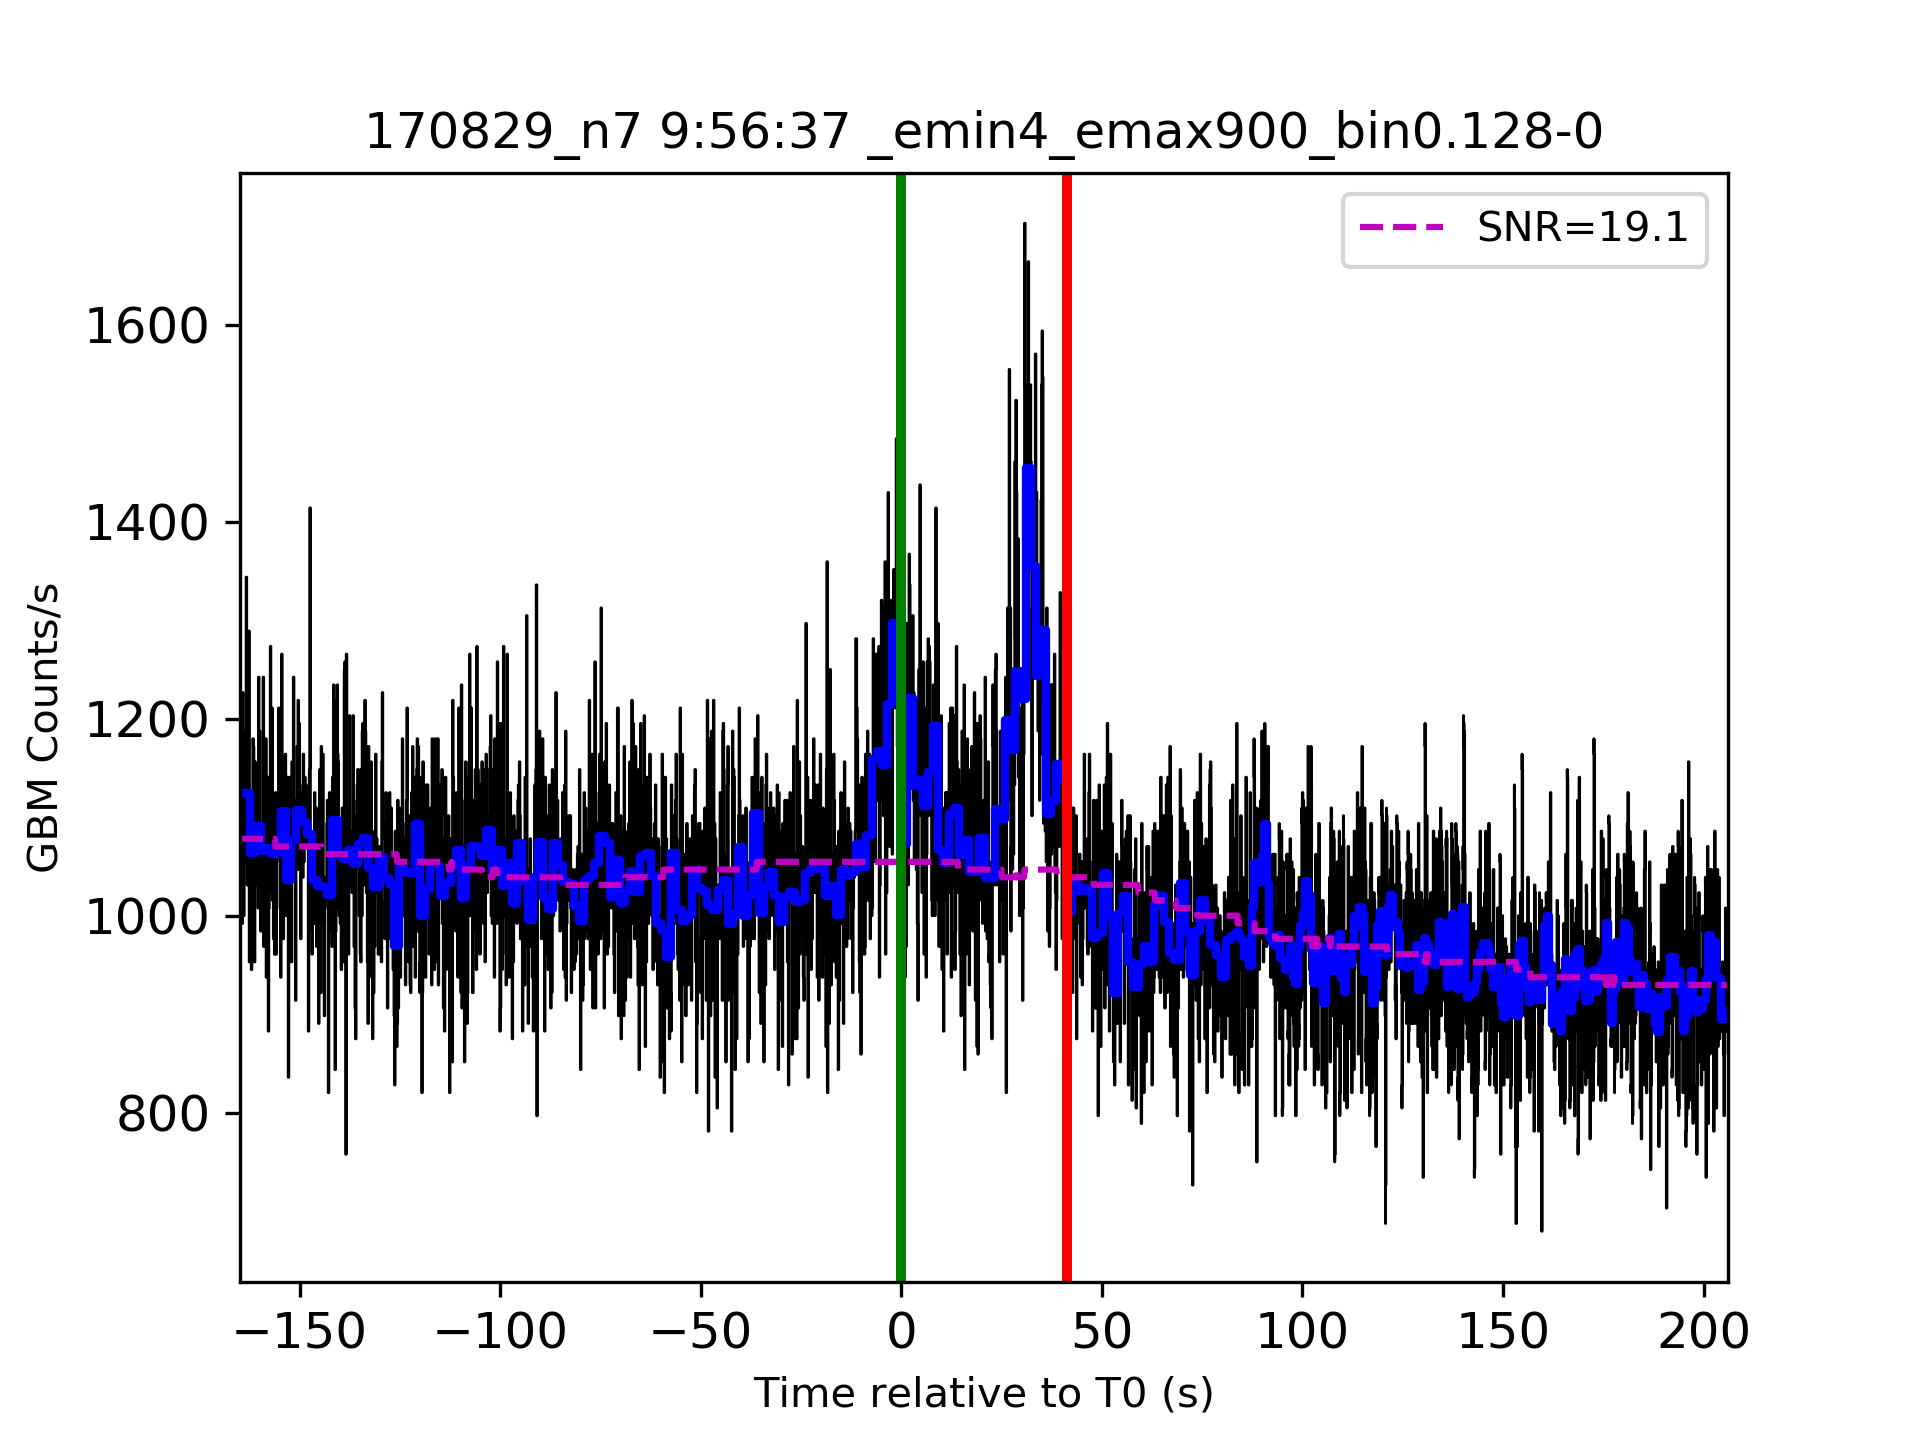 170829_n7 9:56:37 _emin4_emax900_bin0.128-0
SNR=19.1
GBM Counts/s
1600
1400
1200
1000
800
−150 −100 −50 0 50 100 150 200
Time relative to T0 (s)